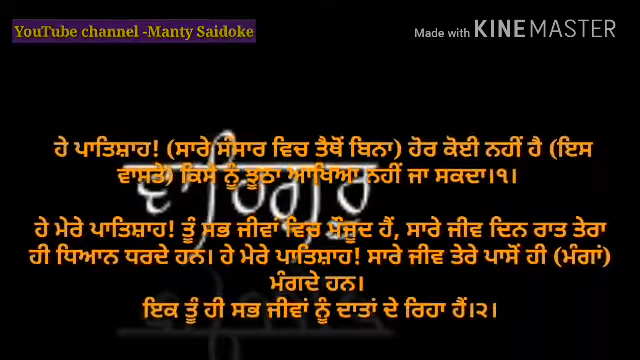 YouTube channel -Manty Saidoke
Made with KINEMASTER
ਹੇ ਪਾਤਿਸ਼ਾਹ! (ਸਾਰੇ ਸੰਸਾਰ ਵਿਚ ਤੈਥੋਂ ਬਿਨਾ) ਹੋਰ ਕੋਈ ਨਹੀਂ ਹੈ (ਇਸ
ਵਾਸਤੇ) ਕਿਸੇ ਨੂੰ ਝੂਠਾ ਆਖਿਆ ਨਹੀਂ ਜਾ ਸਕਦਾ।੧।
ਵਾਹਿਗੁਰੂ
ਹੇ ਮੇਰੇ ਪਾਤਿਸ਼ਾਹ! ਤੂੰ ਸਭ ਜੀਵਾਂ ਵਿਚ ਮੌਜੂਦ ਹੈਂ, ਸਾਰੇ ਜੀਵ ਦਿਨ ਰਾਤ ਤੇਰਾ
ਹੀ ਧਿਆਨ ਧਰਦੇ ਹਨ। ਹੇ ਮੇਰੇ ਪਾਤਿਸ਼ਾਹ! ਸਾਰੇ ਜੀਵ ਤੇਰੇ ਪਾਸੋਂ ਹੀ (ਮੰਗਾਂ)
ਮੰਗਦੇ ਹਨ।
ਇਕ ਤੂੰ ਹੀ ਸਭ ਜੀਵਾਂ ਨੂੰ ਦਾਤਾਂ ਦੇ ਰਿਹਾ ਹੈਂ।੨।